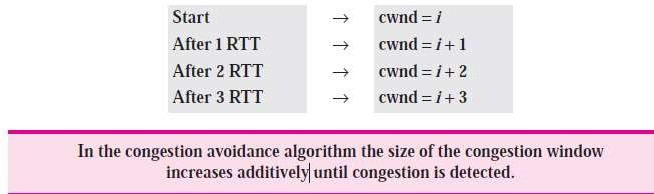 Start → cwnd = i
After 1 RTT → cwnd = i + 1
After 2 RTT → cwnd = i + 2
After 3 RTT → cwnd = i + 3
In the congestion avoidance algorithm the size of the congestion window
increases additively until congestion is detected.